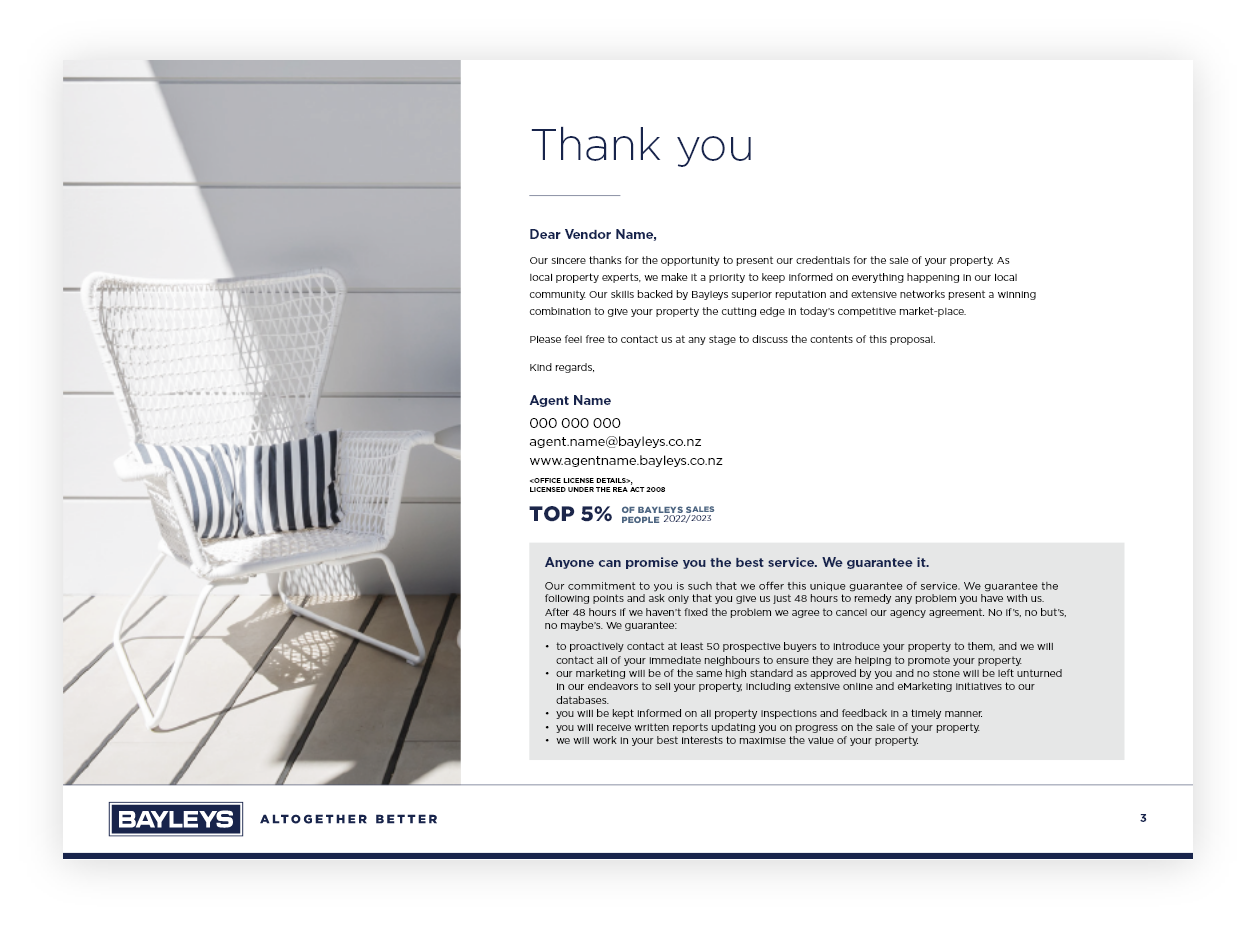 Thank you
Dear Vendor Name,
Our sincere thanks for the opportunity to present our credentials for the sale of your property. As
local property experts, we make it a priority to keep informed on everything happening in our local
community. Our skills backed by Bayleys superior reputation and extensive networks present a winning
combination to give your property the cutting edge in today's competitive market-place.
Please feel free to contact us at any stage to discuss the contents of this proposal.
Kind regards,
Agent Name
000 000 000
agent.name@bayleys.co.nz
www.agentname.bayleys.co.nz
<OFFICE LICENSE DETAILS>,
LICENSED UNDER THE REA ACT 2008
TOP 5% OF BAYLEYS SALES
PEOPLE 2022/2023
Anyone can promise you the best service. We guarantee it.
Our commitment to you is such that we offer this unique guarantee of service. We guarantee the
following points and ask only that you give us just 48 hours to remedy any problem you have with us.
After 48 hours if we haven't fixed the problem we agree to cancel our agency agreement. No if's, no but's,
no maybe's. We guarantee:
• to proactively contact at least 50 prospective buyers to introduce your property to them, and we will
contact all of your immediate neighbours to ensure they are helping to promote your property.
• our marketing will be of the same high standard as approved by you and no stone will be left unturned
in our endeavors to sell your property, including extensive online and eMarketing initiatives to our
databases.
• you will be kept informed on all property inspections and feedback in a timely manner.
• you will receive written reports updating you on progress on the sale of your property.
• we will work in your best interests to maximise the value of your property.
BAYLEYS ALTOGETHER BETTER
3